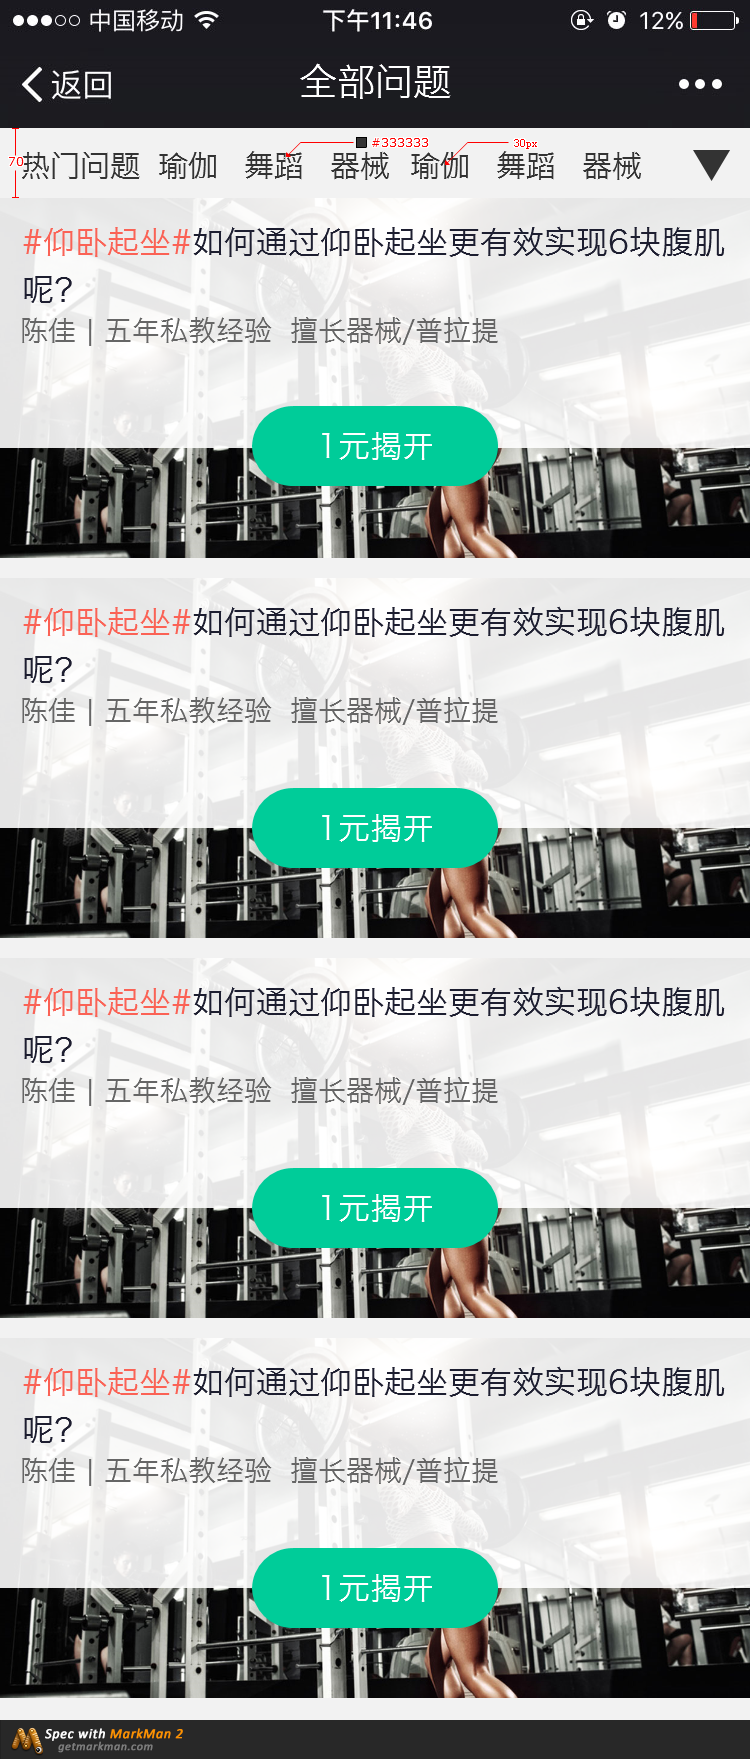 中国移动 下午11:46 12%
返回 全部问题
#333333 30px
70 热门问题 瑜伽 舞蹈 器械 瑜伽 舞蹈 器械
#仰卧起坐#如何通过仰卧起坐更有效实现6块腹肌
呢?
陈佳 | 五年私教经验 擅长器械/普拉提
1元揭开
#仰卧起坐#如何通过仰卧起坐更有效实现6块腹肌
呢?
陈佳 | 五年私教经验 擅长器械/普拉提
1元揭开
#仰卧起坐#如何通过仰卧起坐更有效实现6块腹肌
呢?
陈佳 | 五年私教经验 擅长器械/普拉提
1元揭开
#仰卧起坐#如何通过仰卧起坐更有效实现6块腹肌
呢?
陈佳 | 五年私教经验 擅长器械/普拉提
1元揭开
Spec with MarkMan 2
getmarkman.com